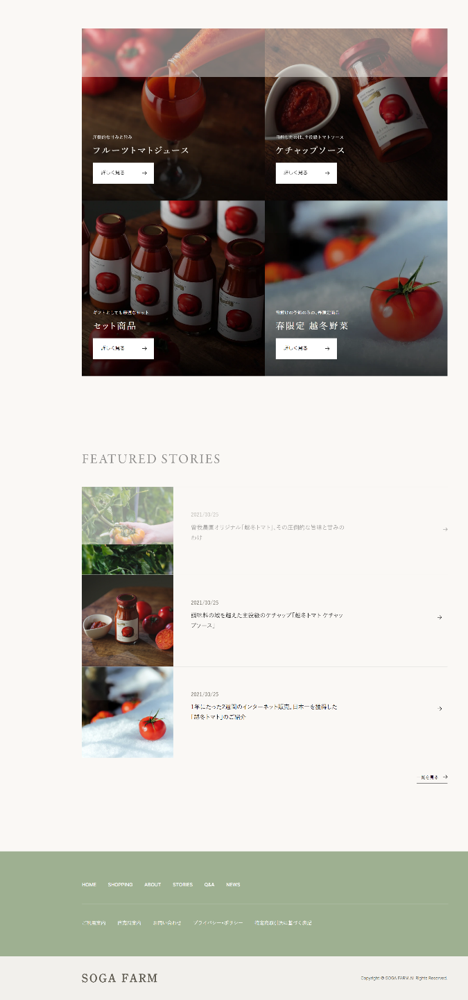 圧倒的な甘みと旨み
フルーツトマトジュース
詳しく見る
目指したのは、主役級トマトソース
ケチャップソース
詳しく見る
ギフトとしても最適なセット
セット商品
詳しく見る
雪解けの季節のみの、春限定商品
春限定 越冬野菜
詳しく見る
FEATURED STORIES
2021/03/25
曽我農園オリジナル「越冬トマト」。その圧倒的な旨味と甘みの
わけ
2021/03/25
調味料の域を超えた主役級のケチャップ「越冬トマトケチャッ
プソース」
2021/03/25
1年にたった2週間のインターネット販売。日本一を獲得した
「越冬トマト」のご紹介
一覧を見る
HOME SHOPPING ABOUT STORIES Q&A NEWS
ご利用案内 直売所案内 お問い合わせ プライバシーポリシー 特定商取引法に基づく表記
SOGA FARM
Copyright © SOGA FARM All Rights Reserved.